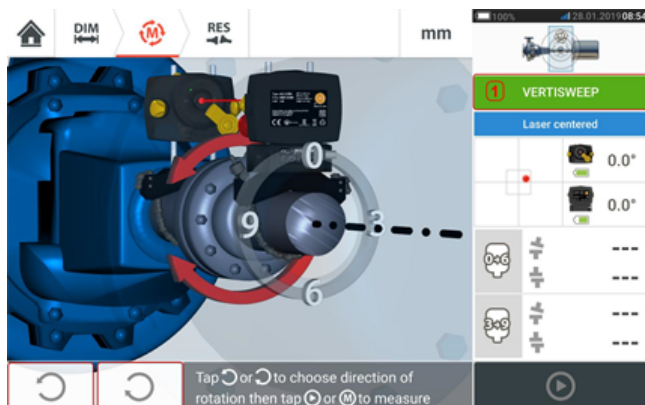 DIM
M
RES
mm
100%
28.01.2019 08:54
1 VERTISWEEP
Laser centered
0.0°
0.0°
0
9
3
6
0+6
---
---
3+9
---
---
Tap or to choose direction of
rotation then tap or M to measure